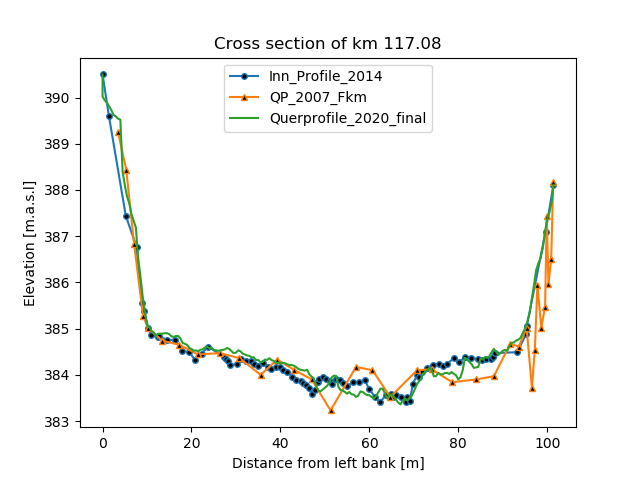 Cross section of km 117.08
Inn_Profile_2014
QP_2007_Fkm
Querprofile_2020_final
Elevation [m.a.s.l]
390
389
388
387
386
385
384
383
0 20 40 60 80 100
Distance from left bank [m]